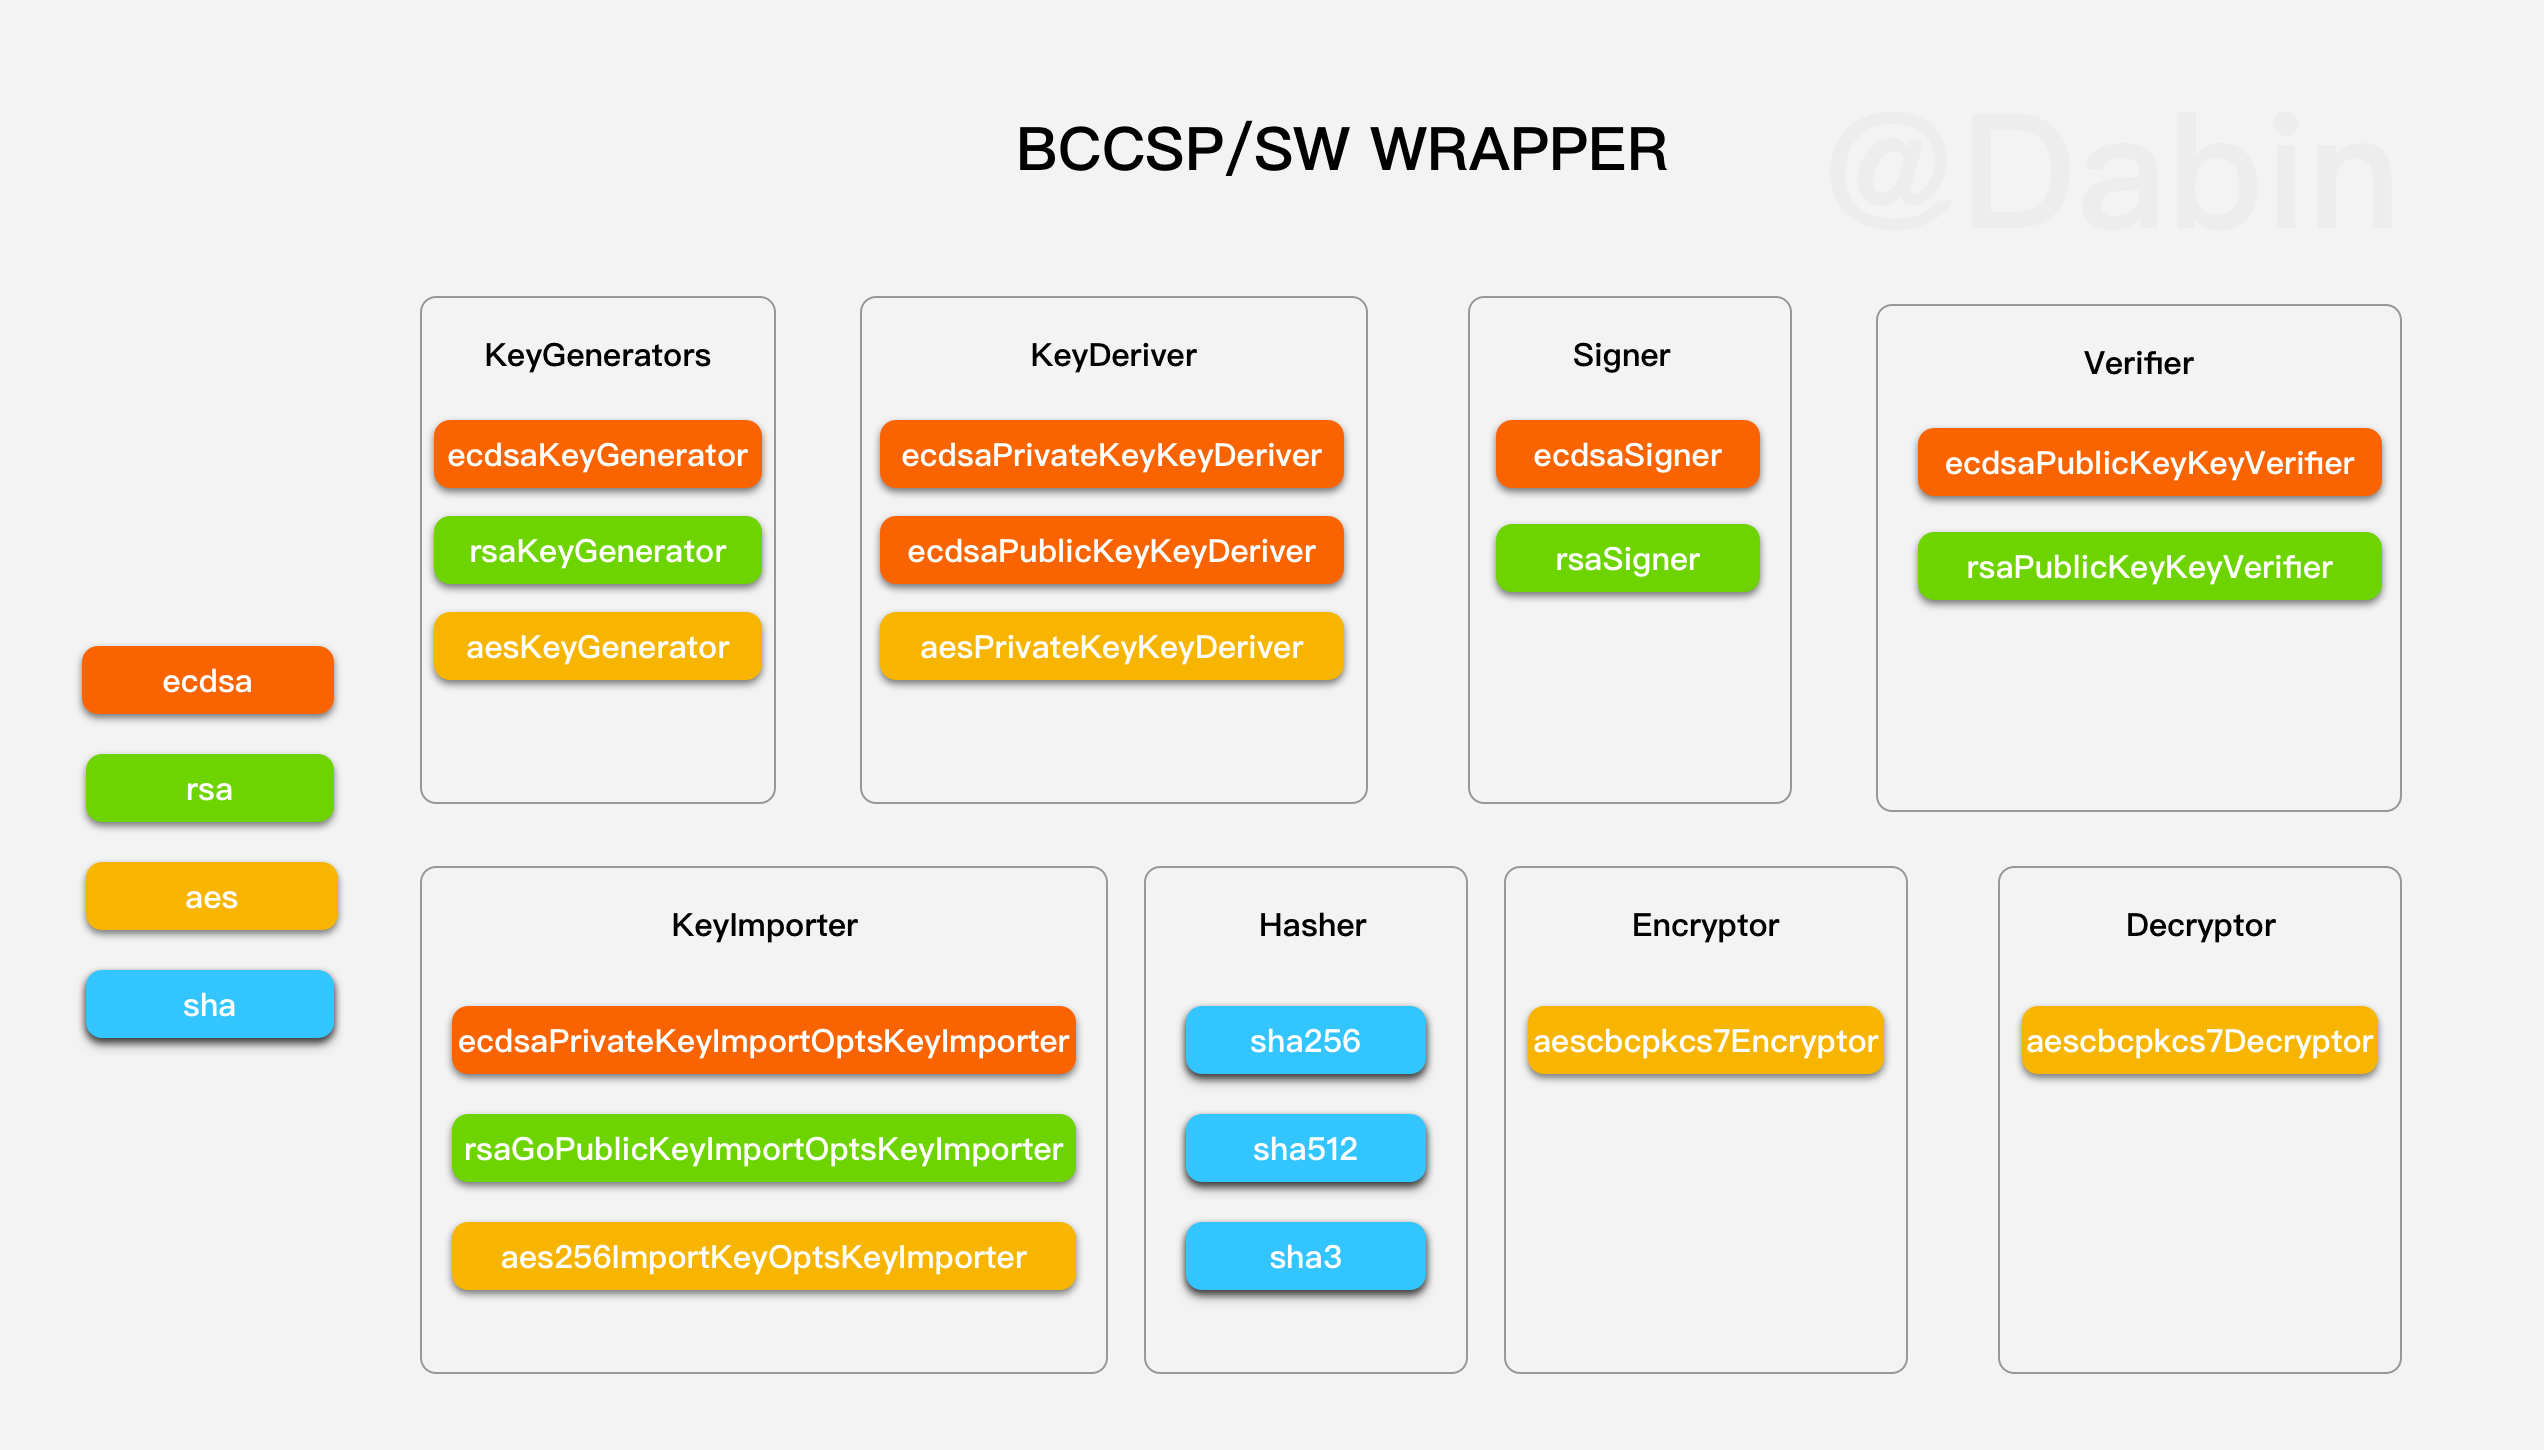 BCCSP/SW WRAPPER
@Dabin
ecdsa
rsa
aes
sha
KeyGenerators
ecdsaKeyGenerator
rsaKeyGenerator
aesKeyGenerator
KeyDeriver
ecdsaPrivateKeyKeyDeriver
ecdsaPublicKeyKeyDeriver
aesPrivateKeyKeyDeriver
Signer
ecdsaSigner
rsaSigner
Verifier
ecdsaPublicKeyKeyVerifier
rsaPublicKeyKeyVerifier
KeyImporter
ecdsaPrivateKeyImportOptsKeyImporter
rsaGoPublicKeyImportOptsKeyImporter
aes256ImportKeyOptsKeyImporter
Hasher
sha256
sha512
sha3
Encryptor
aescbcpkcs7Encryptor
Decryptor
aescbcpkcs7Decryptor